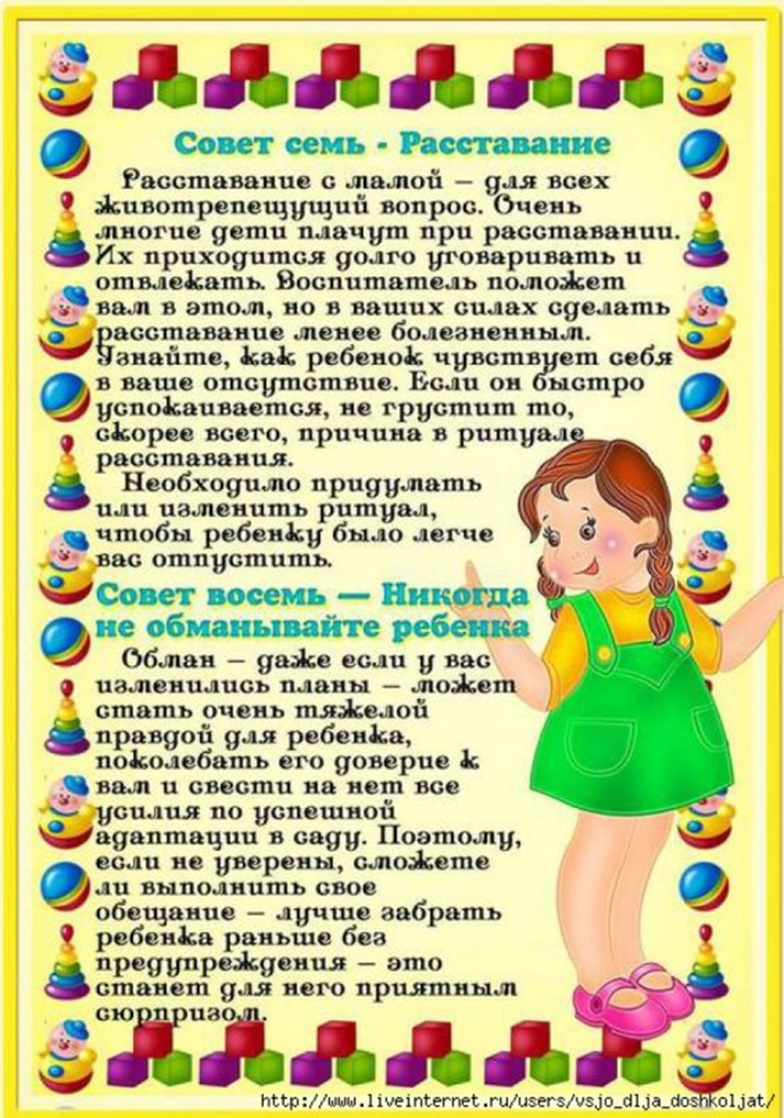 Совет семь - Расставание
Расставание с мамой – для всех
животрепещущий вопрос. Очень
многие дети плачут при расставании.
Их приходится долго уговаривать и
отвлекать. Воспитатель поможет
вам в этом, но в ваших силах сделать
расставание менее болезненным.
Узнайте, как ребенок чувствует себя
в ваше отсутствие. Если он быстро
успокаивается, не грустит то,
скорее всего, причина в ритуале
расставания.
Необходимо придумать
или изменить ритуал,
чтобы ребенку было легче
вас отпустить.
Совет восемь — Никогда
не обманывайте ребенка
Обман – даже если у вас
изменились планы – может
стать очень тяжелой
правдой для ребенка,
поколебать его доверие к
вам и свести на нет все
усилия по успешной
адаптации в саду. Поэтому,
если не уверены, сможете
ли выполнить свое
обещание – лучше забрать
ребенка раньше без
предупреждения – это
станет для него приятным
сюрпризом.
http://www.liveinternet.ru/users/vsjo_dlja_doshkoljat/